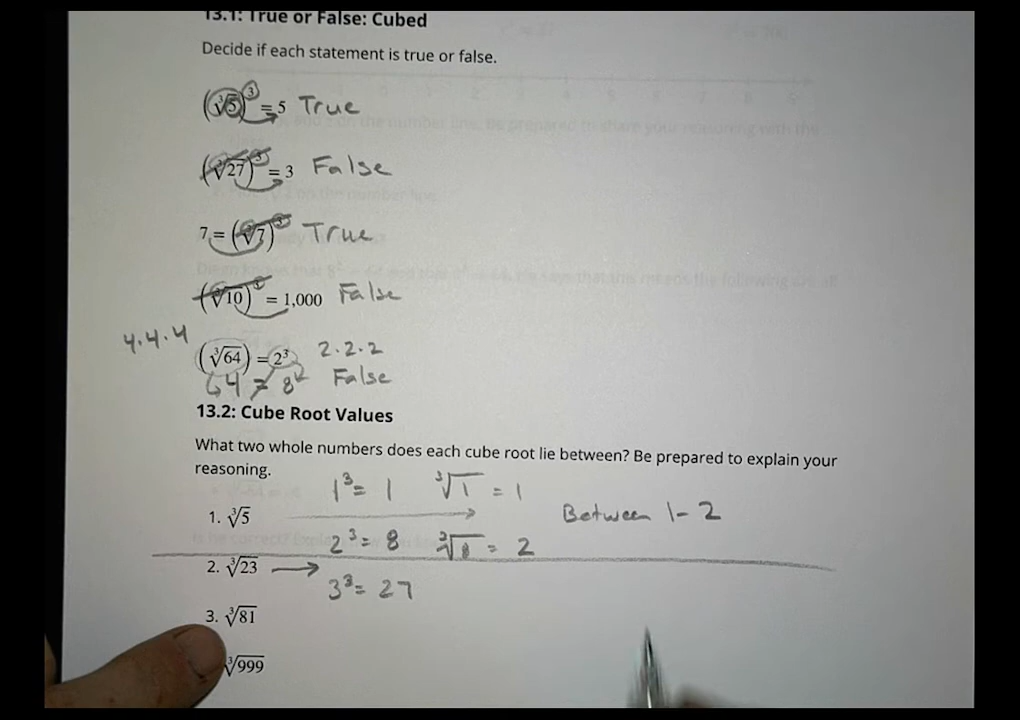 13.1: True or False: Cubed
Decide if each statement is true or false.
(∛5)³ = 5 True
(∛27)³ = 3 False
7 = (∛7)³ True
(∛10)³ = 1,000 False
4·4·4 (∛64) = 2³ 2·2·2
4 ≠ 8 False
13.2: Cube Root Values
What two whole numbers does each cube root lie between? Be prepared to explain your
reasoning.
1³ = 1 ∛1 = 1
1. ∛5 Between 1-2
2³ = 8 ∛8 = 2
2. ∛23 →
3³ = 27
3. ∛81
∛999